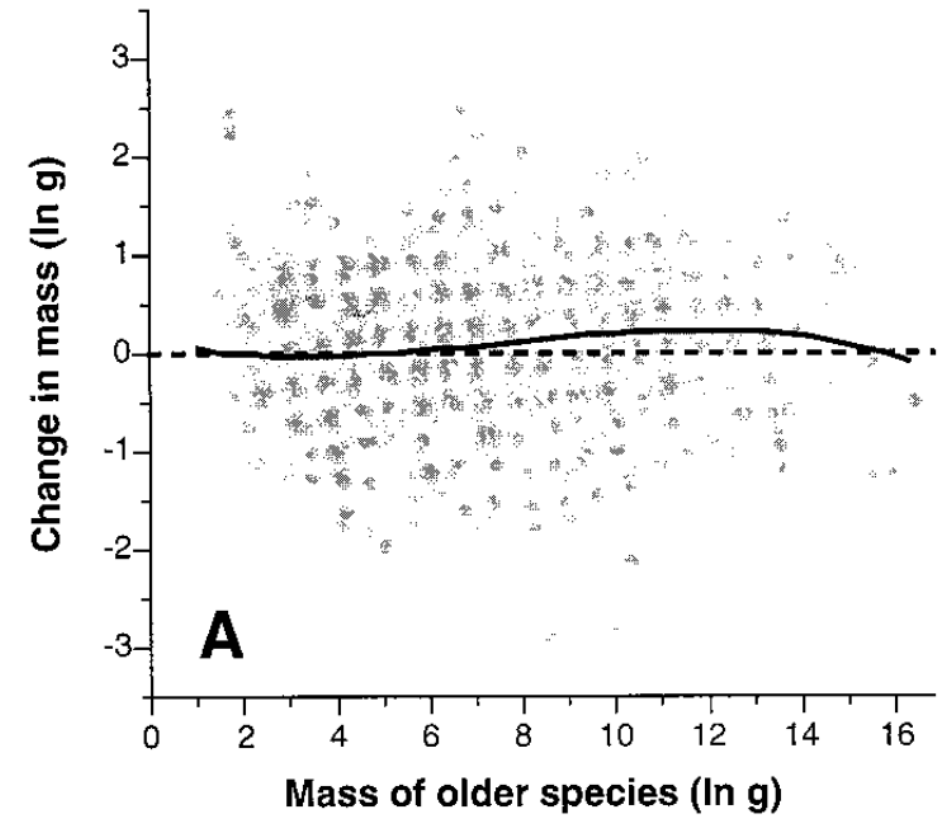 Change in mass (ln g)
3
2
1
0
-1
-2
-3
A
0 2 4 6 8 10 12 14 16
Mass of older species (ln g)